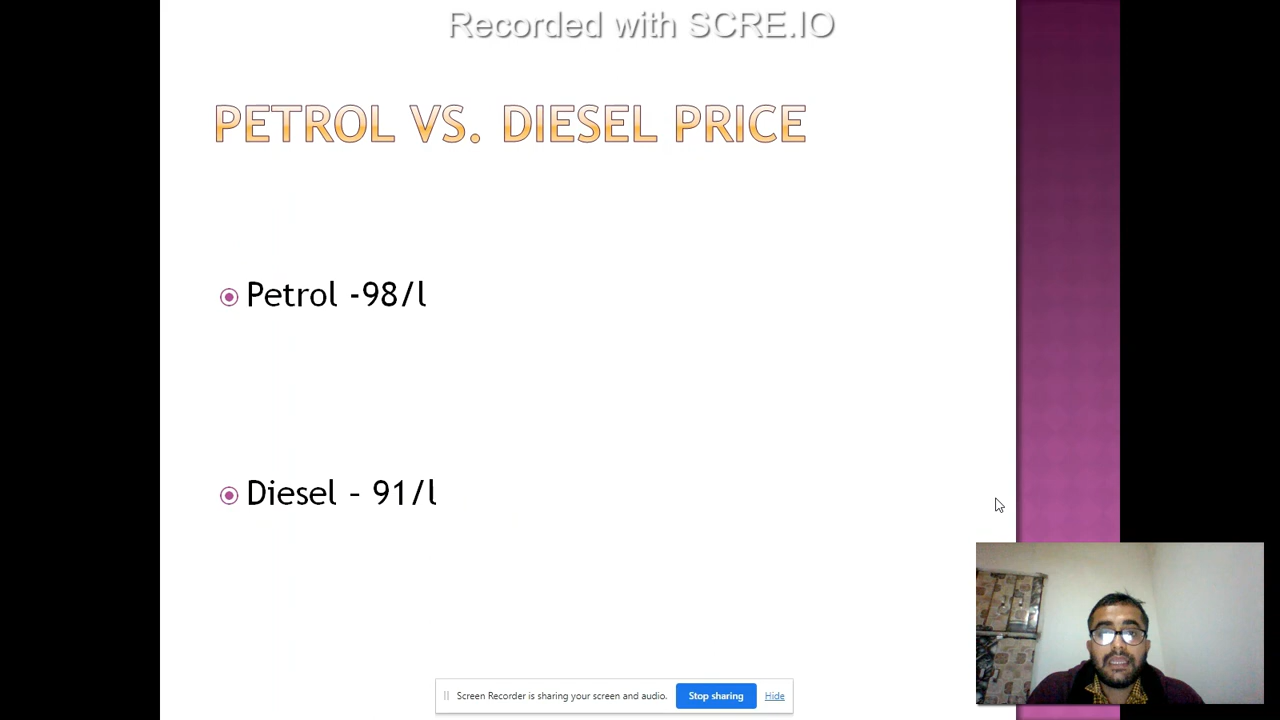 Recorded with SCRE.IO
PETROL VS. DIESEL PRICE
Petrol -98/l
Diesel – 91/l
Screen Recorder is sharing your screen and audio. Stop sharing Hide